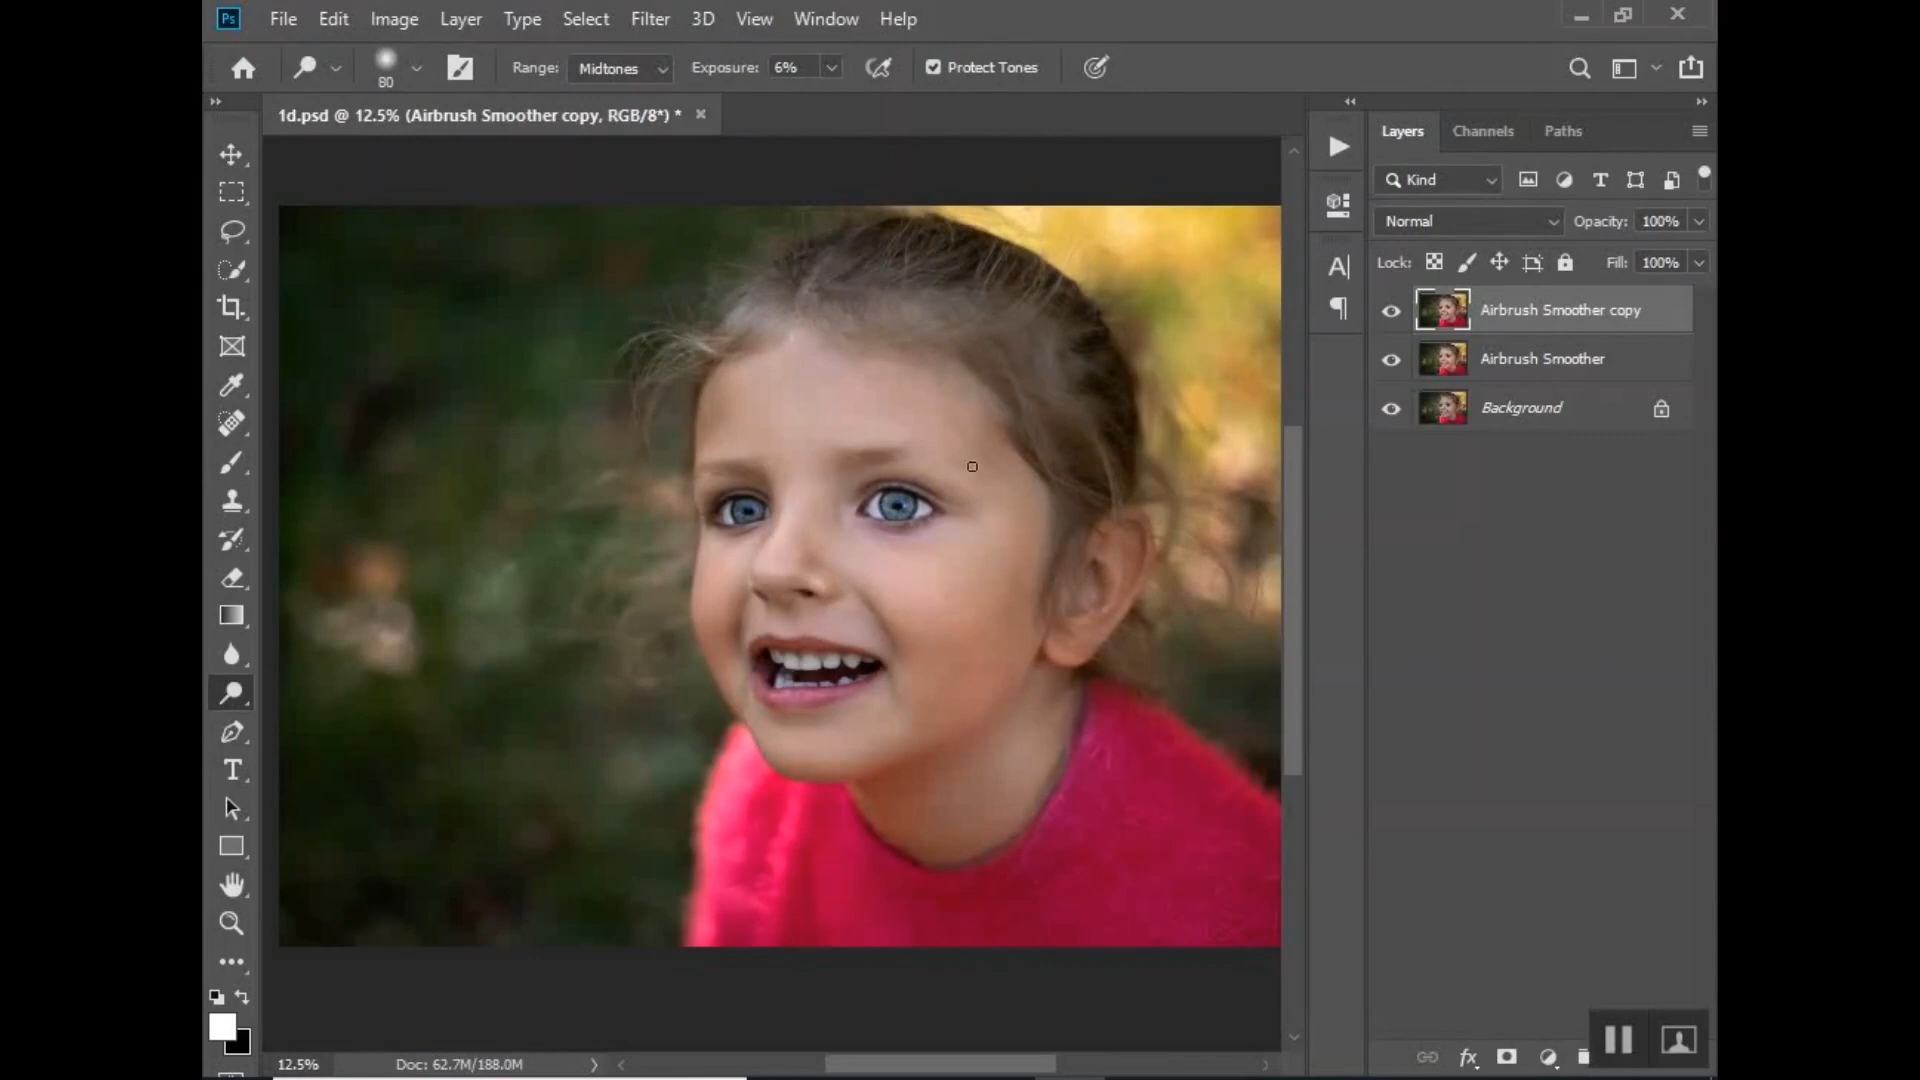 Ps File Edit Image Layer Type Select Filter 3D View Window Help
80 Range: Midtones Exposure: 6% Protect Tones
1d.psd @ 12.5% (Airbrush Smoother copy, RGB/8*) *
Layers Channels Paths
Kind
Normal Opacity: 100%
Lock: Fill: 100%
Airbrush Smoother copy
Airbrush Smoother
Background
12.5% Doc: 62.7M/188.0M